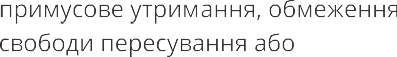 примусове утримання, обмеження
свободи пересування або